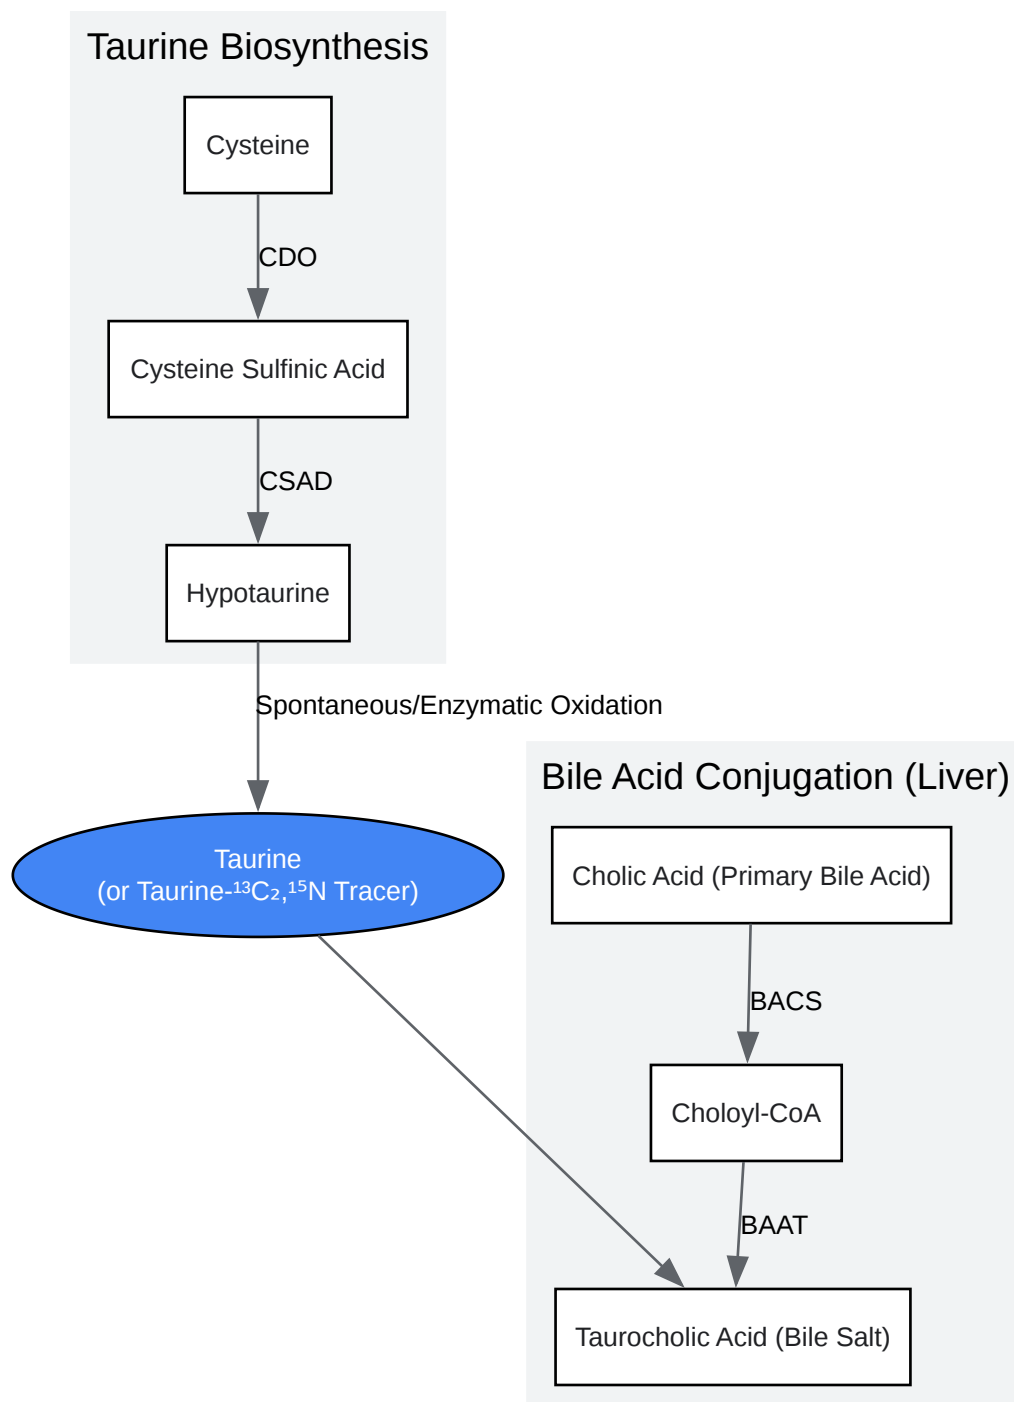 Taurine Biosynthesis
Cysteine
CDO
Cysteine Sulfinic Acid
CSAD
Hypotaurine
Spontaneous/Enzymatic Oxidation
Taurine
(or Taurine-¹³C₂,¹⁵N Tracer)
Bile Acid Conjugation (Liver)
Cholic Acid (Primary Bile Acid)
BACS
Choloyl-CoA
BAAT
Taurocholic Acid (Bile Salt)